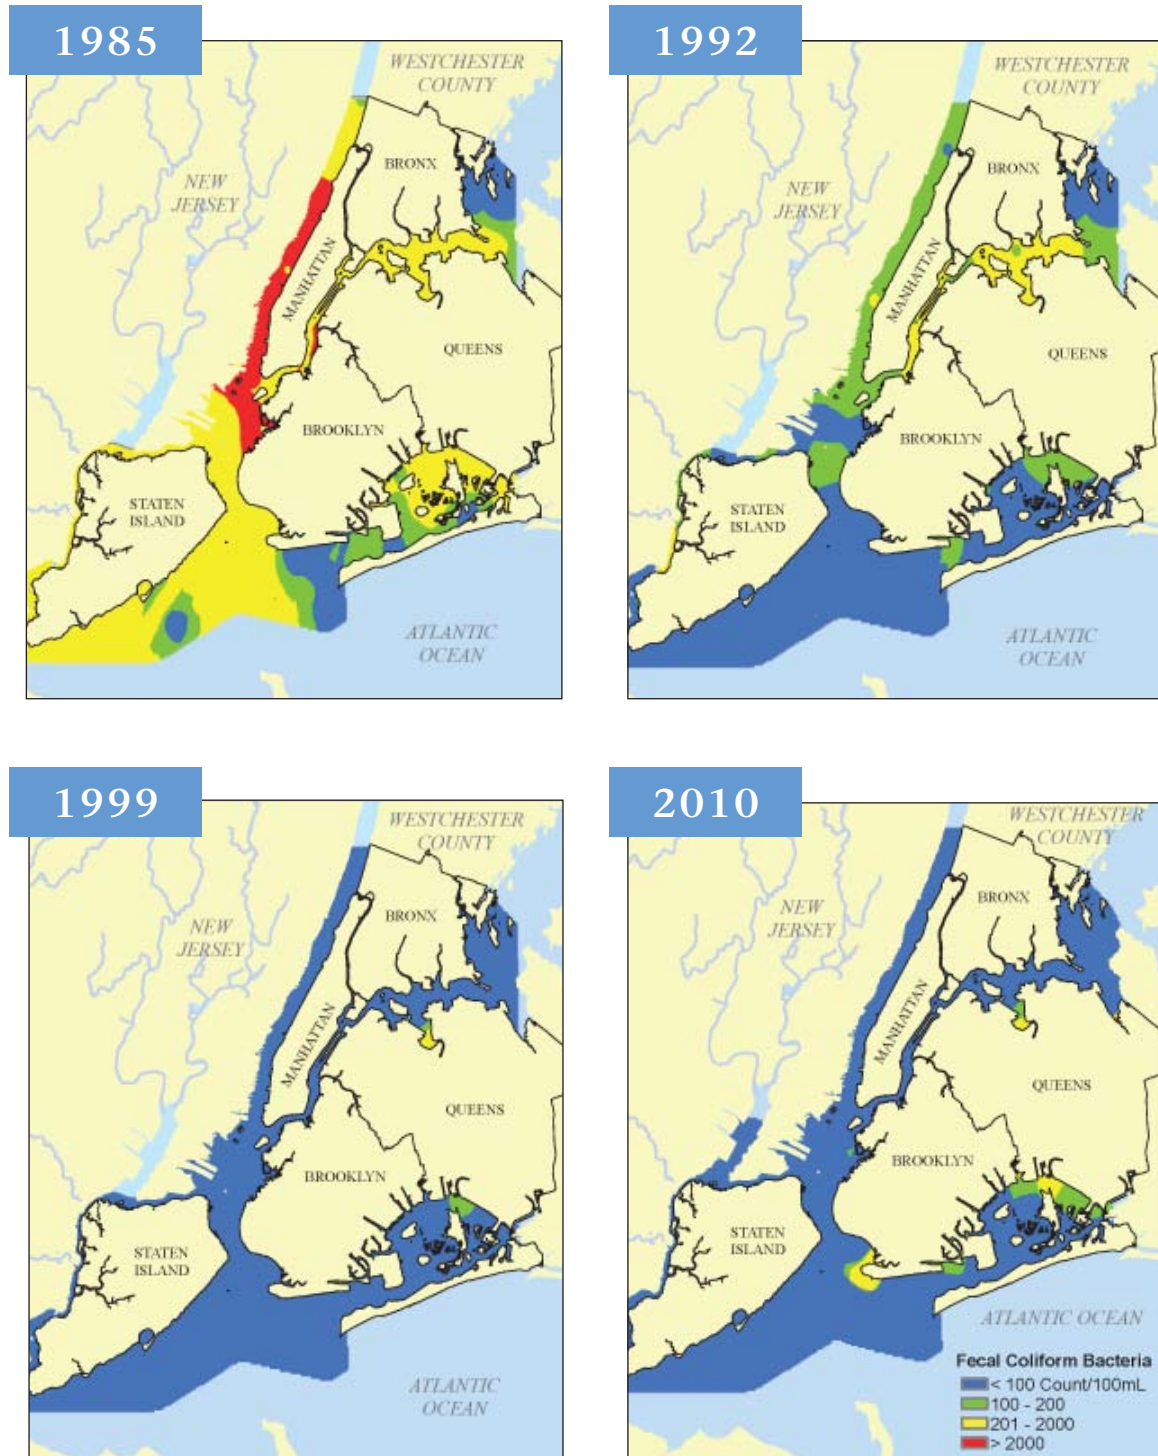 1985
WESTCHESTER
COUNTY
BRONX
NEW
JERSEY
MANHATTAN
QUEENS
BROOKLYN
STATEN
ISLAND
ATLANTIC
OCEAN
1992
WESTCHESTER
COUNTY
BRONX
NEW
JERSEY
MANHATTAN
QUEENS
BROOKLYN
STATEN
ISLAND
ATLANTIC
OCEAN
1999
WESTCHESTER
COUNTY
BRONX
NEW
JERSEY
MANHATTAN
QUEENS
BROOKLYN
STATEN
ISLAND
ATLANTIC
OCEAN
2010
WESTCHESTER
COUNTY
BRONX
NEW
JERSEY
MANHATTAN
QUEENS
BROOKLYN
STATEN
ISLAND
ATLANTIC OCEAN
Fecal Coliform Bacteria
< 100 Count/100mL
100 - 200
201 - 2000
> 2000